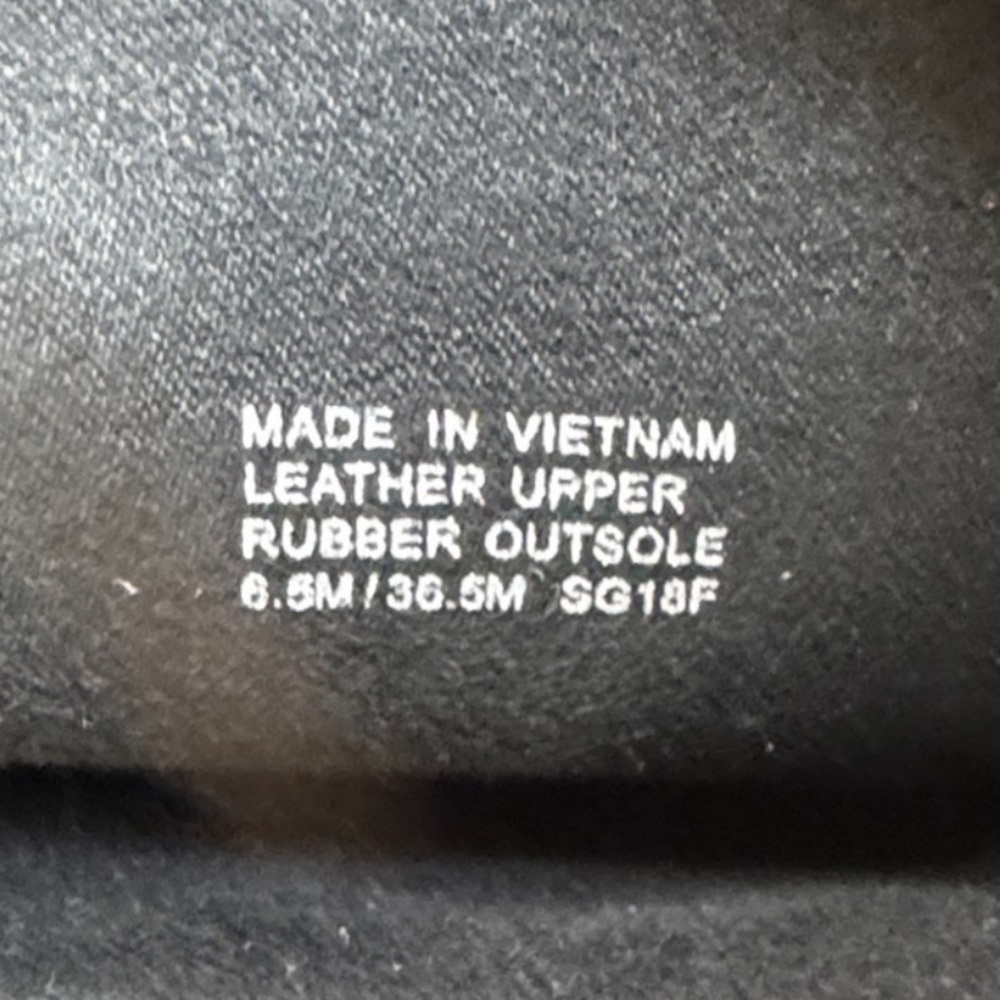 MADE IN VIETNAM
LEATHER UPPER
RUBBER OUTSOLE
6.5M/36.5M SG18F